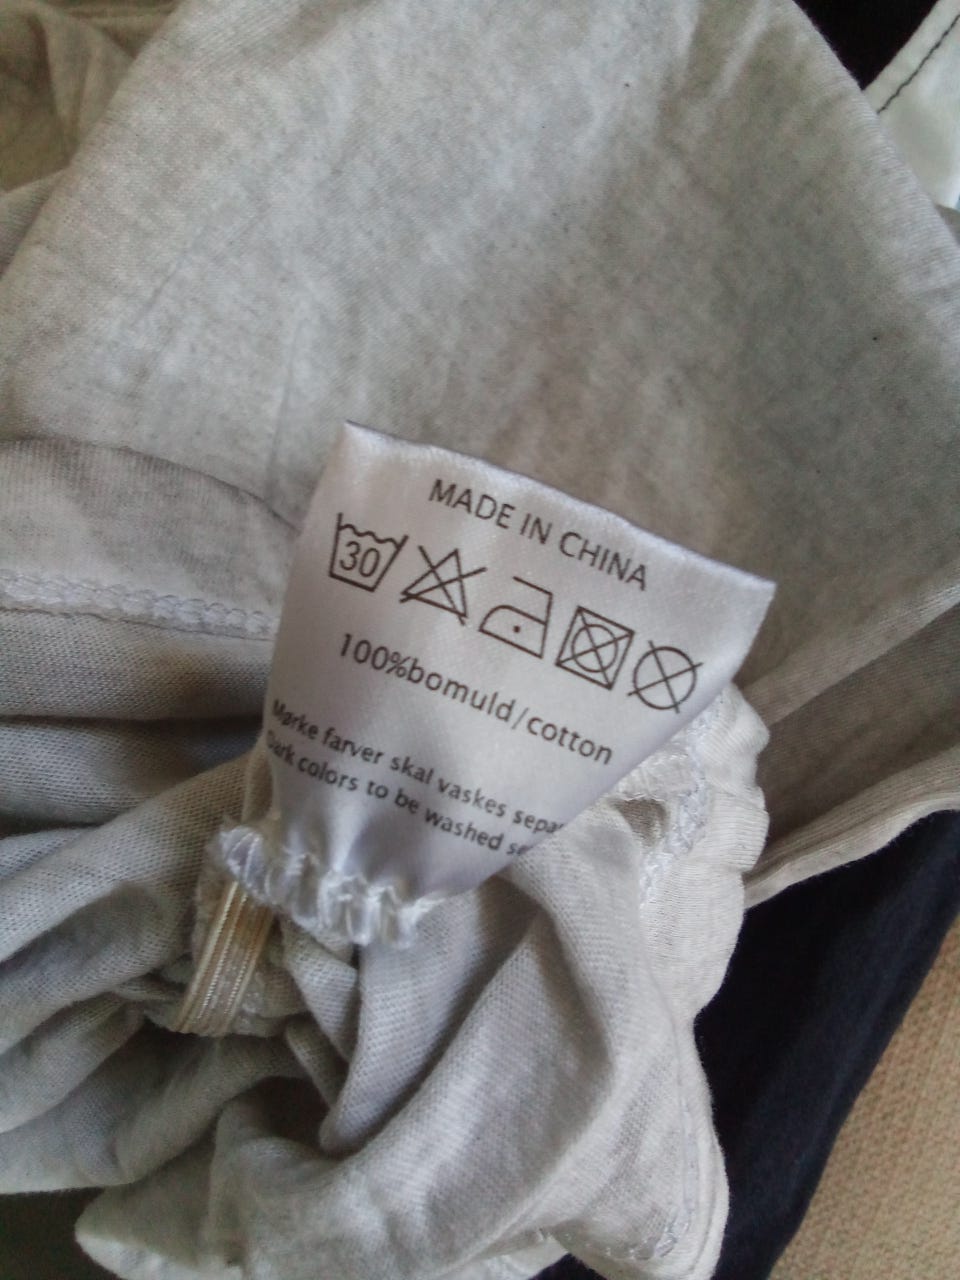 MADE IN CHINA
30
100%bomuld/cotton
Mørke farver skal vaskes
Dark colors to be washed